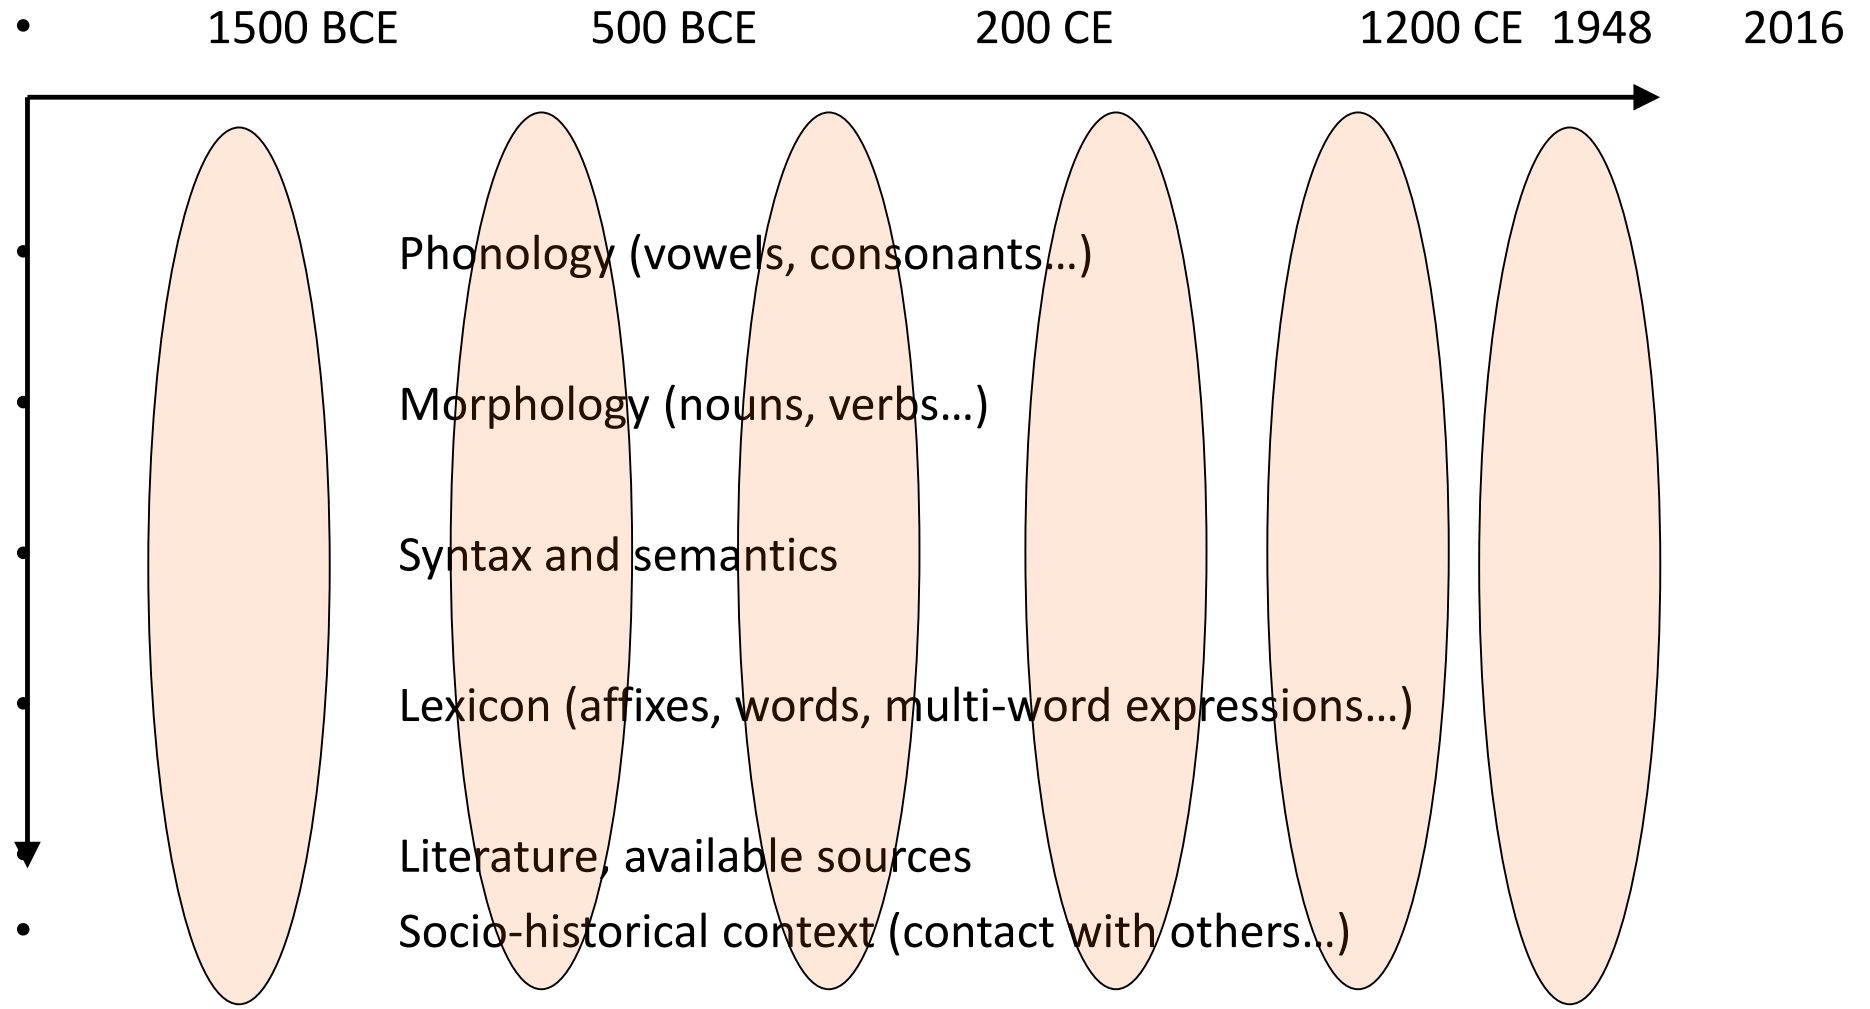 • 1500 BCE 500 BCE 200 CE 1200 CE 1948 2016
• Phonology (vowels, consonants…)
• Morphology (nouns, verbs…)
• Syntax and semantics
• Lexicon (affixes, words, multi-word expressions…)
• Literature, available sources
• Socio-historical context (contact with others…)